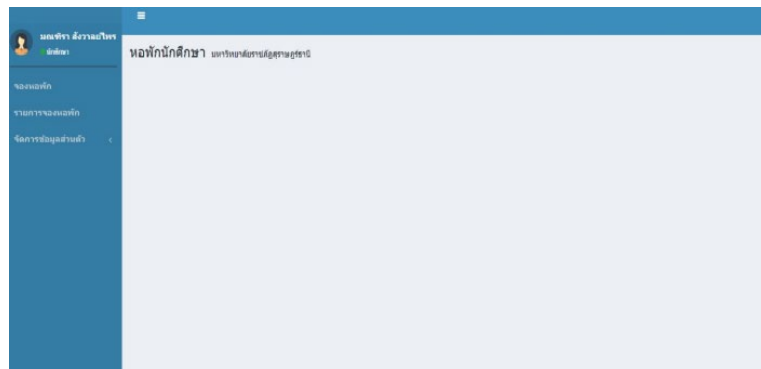 มณฑิรา สังวาลย์ไพร
นักศึกษา
จองหอพัก
รายการจองหอพัก
จัดการข้อมูลส่วนตัว
หอพักนักศึกษา มหาวิทยาลัยราชภัฏสุราษฎร์ธานี